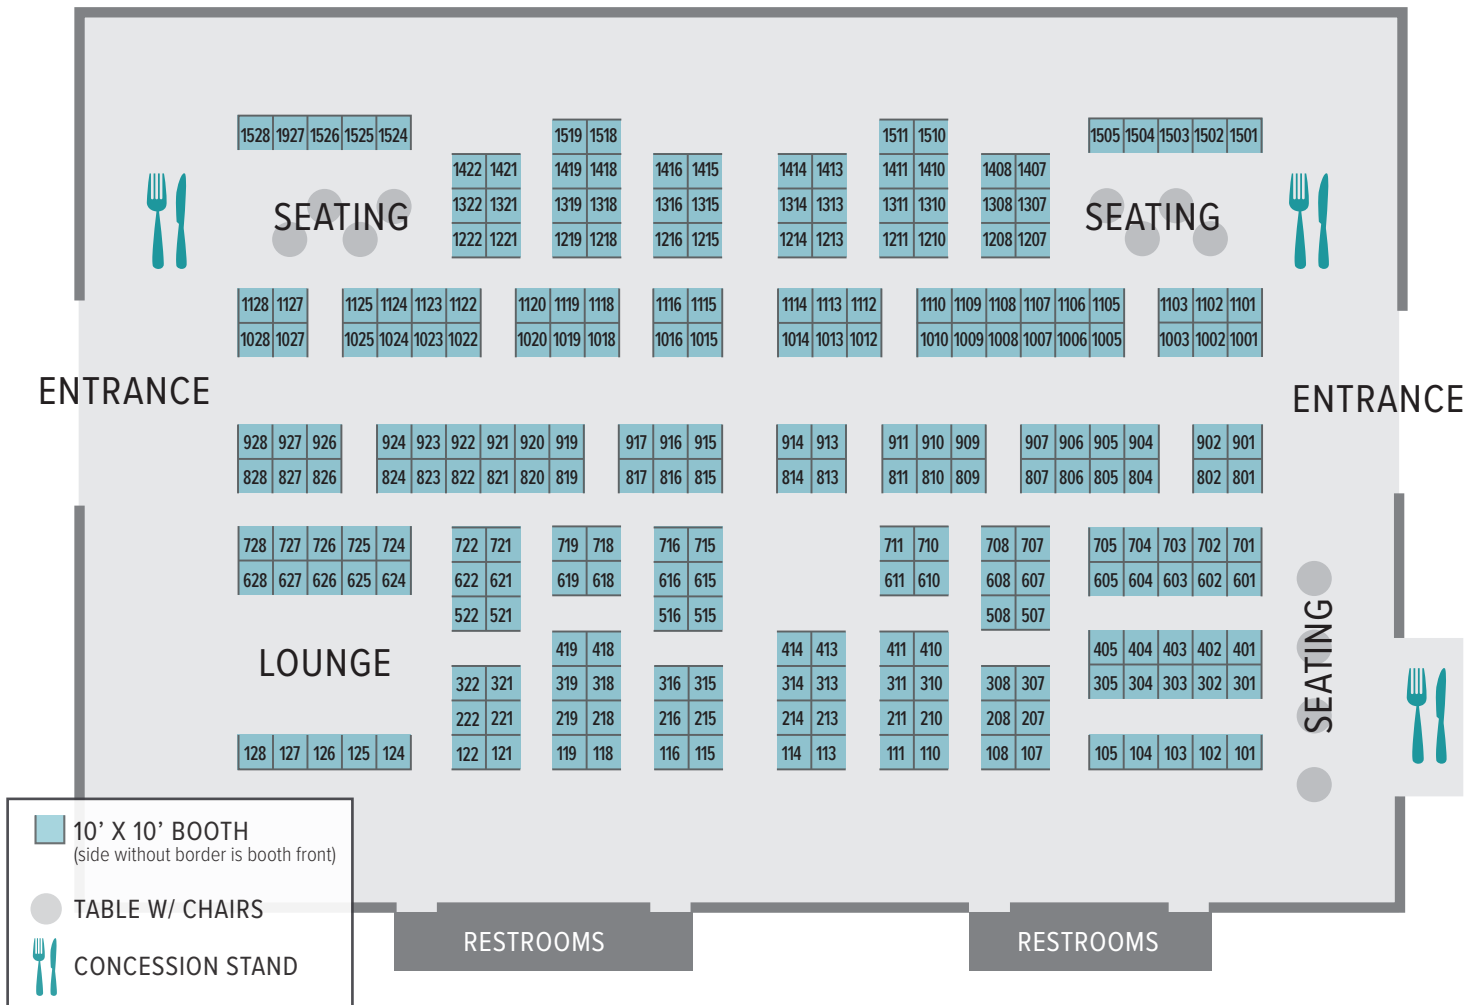 1519 1518
1511 1510
1528 1927 1526 1525 1524
1505 1504 1503 1502 1501
1422 1421
1419 1418
1416 1415
1414 1413
1411 1410
1408 1407
SEATING
1322 1321
1319 1318
1316 1315
1314 1313
1311 1310
1308 1307
SEATING
1222 1221
1219 1218
1216 1215
1214 1213
1211 1210
1208 1207
1128 1127
1125 1124 1123 1122
1120 1119 1118
1116 1115
1114 1113 1112
1110 1109 1108 1107 1106 1105
1103 1102 1101
1028 1027
1025 1024 1023 1022
1020 1019 1018
1016 1015
1014 1013 1012
1010 1009 1008 1007 1006 1005
1003 1002 1001
ENTRANCE
ENTRANCE
928 927 926
924 923 922 921 920 919
917 916 915
914 913
911 910 909
907 906 905 904
902 901
828 827 826
824 823 822 821 820 819
817 816 815
814 813
811 810 809
807 806 805 804
802 801
728 727 726 725 724
722 721
719 718
716 715
711 710
708 707
705 704 703 702 701
628 627 626 625 624
622 621
619 618
616 615
611 610
608 607
605 604 603 602 601
522 521
516 515
508 507
LOUNGE
419 418
414 413
411 410
405 404 403 402 401
SEATING
322 321
319 318
316 315
314 313
311 310
308 307
305 304 303 302 301
222 221
219 218
216 215
214 213
211 210
208 207
128 127 126 125 124
122 121
119 118
116 115
114 113
111 110
108 107
105 104 103 102 101
10’ X 10’ BOOTH
(side without border is booth front)
TABLE W/ CHAIRS
CONCESSION STAND
RESTROOMS
RESTROOMS